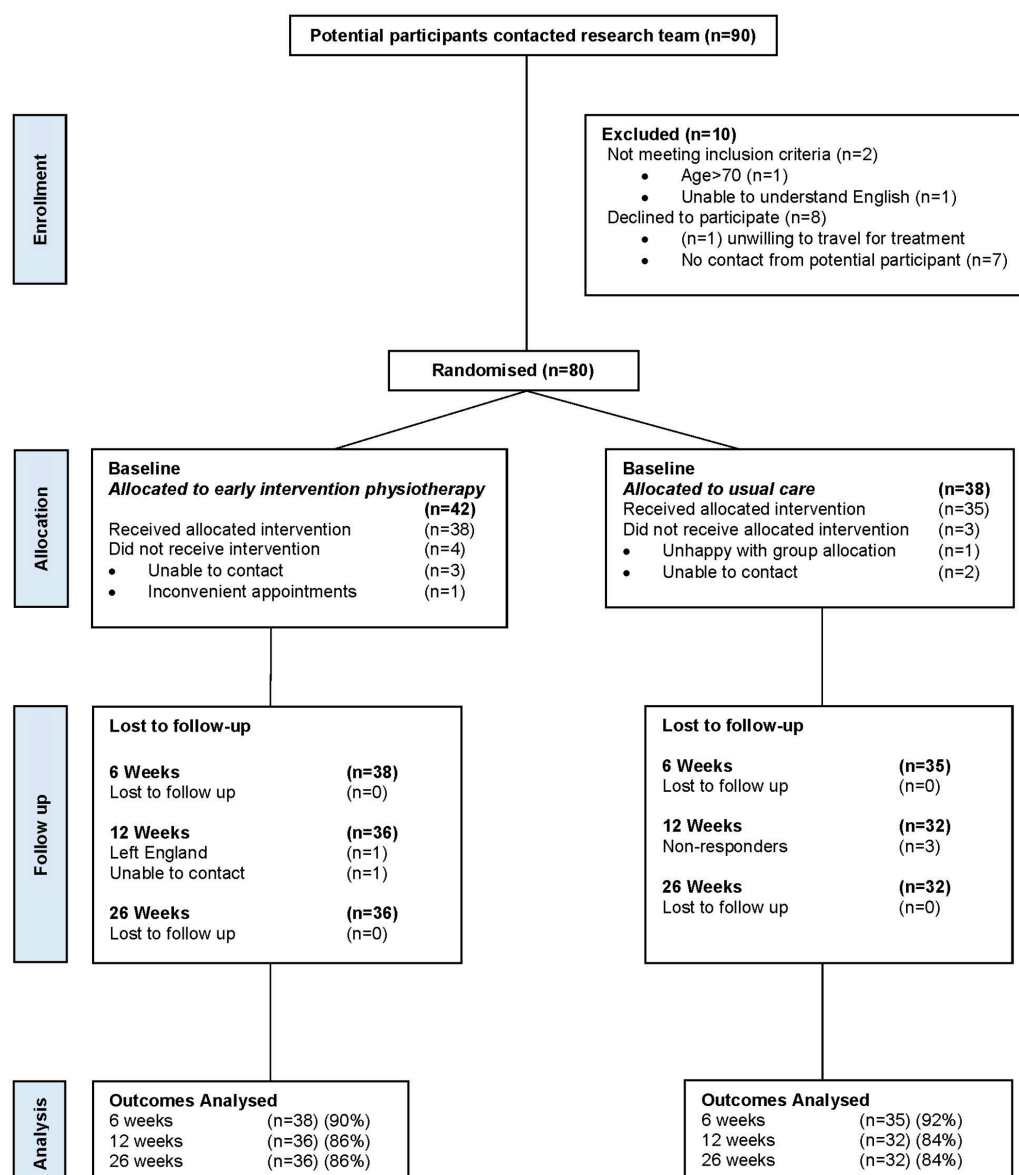 Potential participants contacted research team (n=90)
Enrollment
Excluded (n=10)
Not meeting inclusion criteria (n=2)
• Age>70 (n=1)
• Unable to understand English (n=1)
Declined to participate (n=8)
• (n=1) unwilling to travel for treatment
• No contact from potential participant (n=7)
Randomised (n=80)
Allocation
Baseline
Allocated to early intervention physiotherapy
(n=42)
Received allocated intervention (n=38)
Did not receive intervention (n=4)
• Unable to contact (n=3)
• Inconvenient appointments (n=1)
Baseline
Allocated to usual care (n=38)
Received allocated intervention (n=35)
Did not receive allocated intervention (n=3)
• Unhappy with group allocation (n=1)
• Unable to contact (n=2)
Follow up
Lost to follow-up
6 Weeks (n=38)
Lost to follow up (n=0)
12 Weeks (n=36)
Left England (n=1)
Unable to contact (n=1)
26 Weeks (n=36)
Lost to follow up (n=0)
Lost to follow-up
6 Weeks (n=35)
Lost to follow up (n=0)
12 Weeks (n=32)
Non-responders (n=3)
26 Weeks (n=32)
Lost to follow up (n=0)
Analysis
Outcomes Analysed
6 weeks (n=38) (90%)
12 weeks (n=36) (86%)
26 weeks (n=36) (86%)
Outcomes Analysed
6 weeks (n=35) (92%)
12 weeks (n=32) (84%)
26 weeks (n=32) (84%)